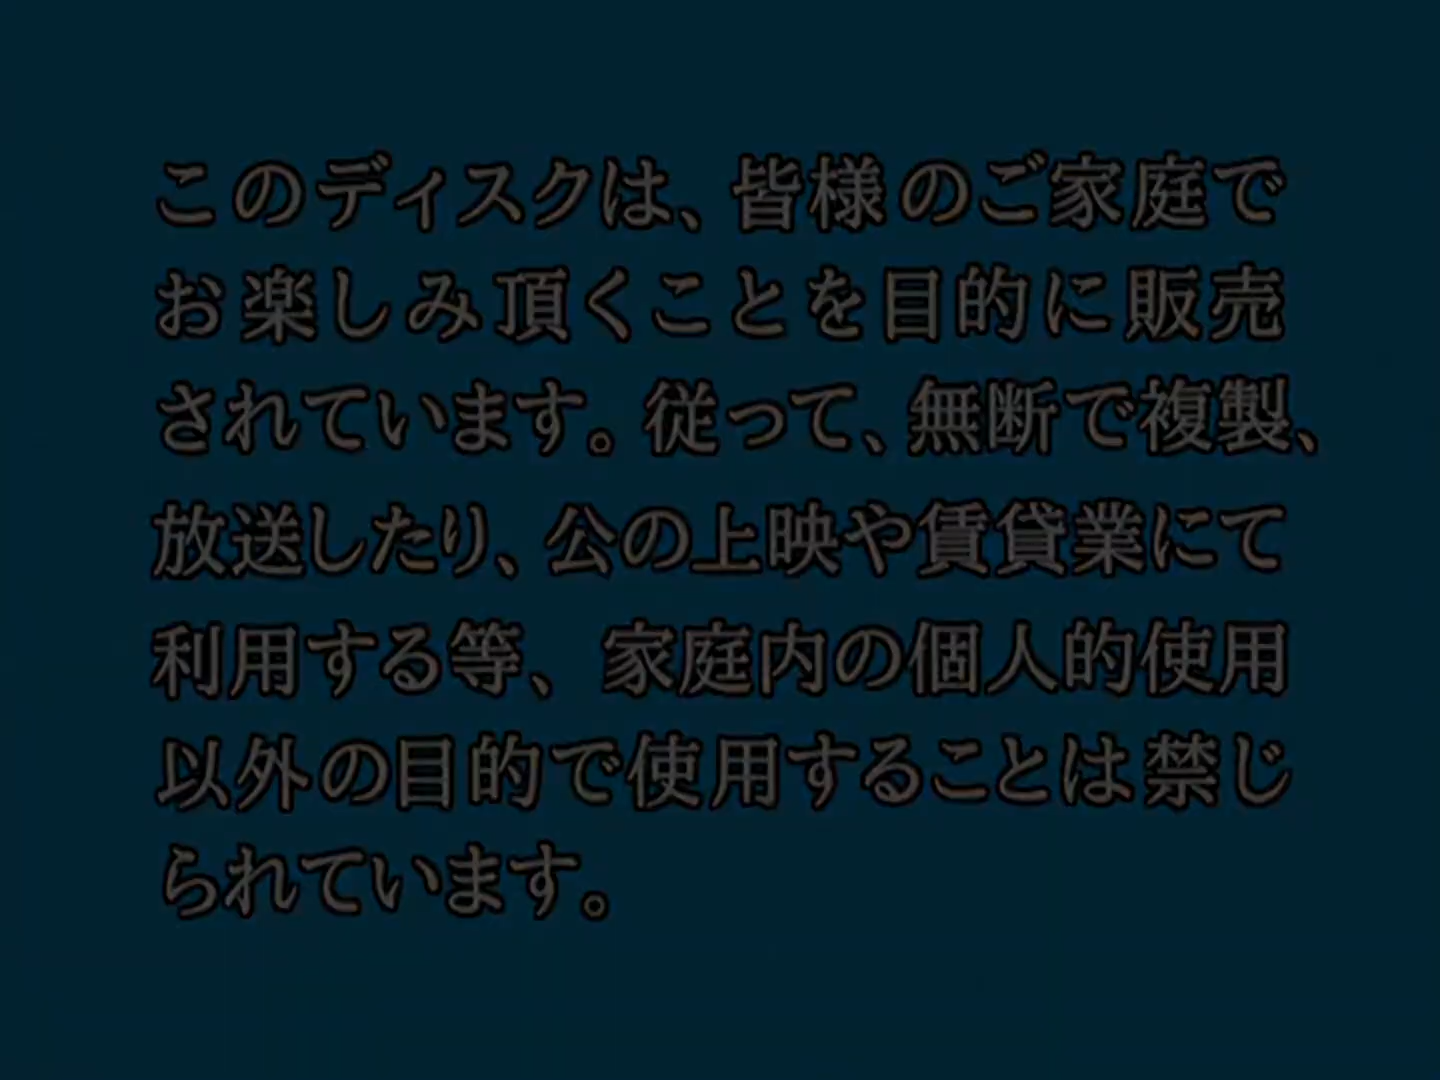 このディスクは、皆様のご家庭で
お楽しみ頂くことを目的に販売
されています。従って、無断で複製、
放送したり、公の上映や賃貸業にて
利用する等、家庭内の個人的使用
以外の目的で使用することは禁じ
られています。